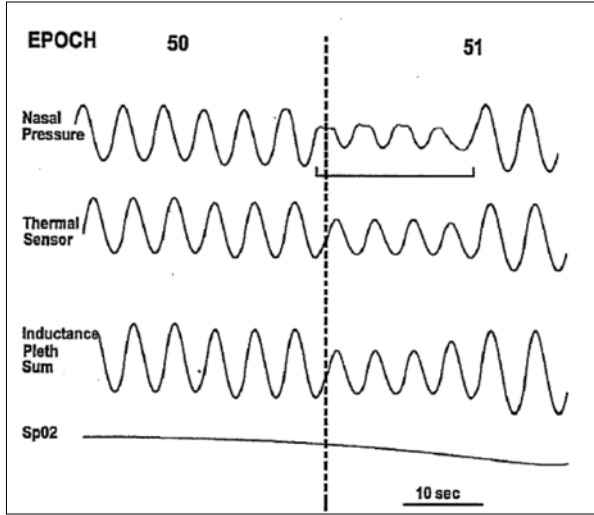 EPOCH 50 51
Nasal
Pressure
Thermal
Sensor
Inductance
Pleth
Sum
Sp02
10 sec